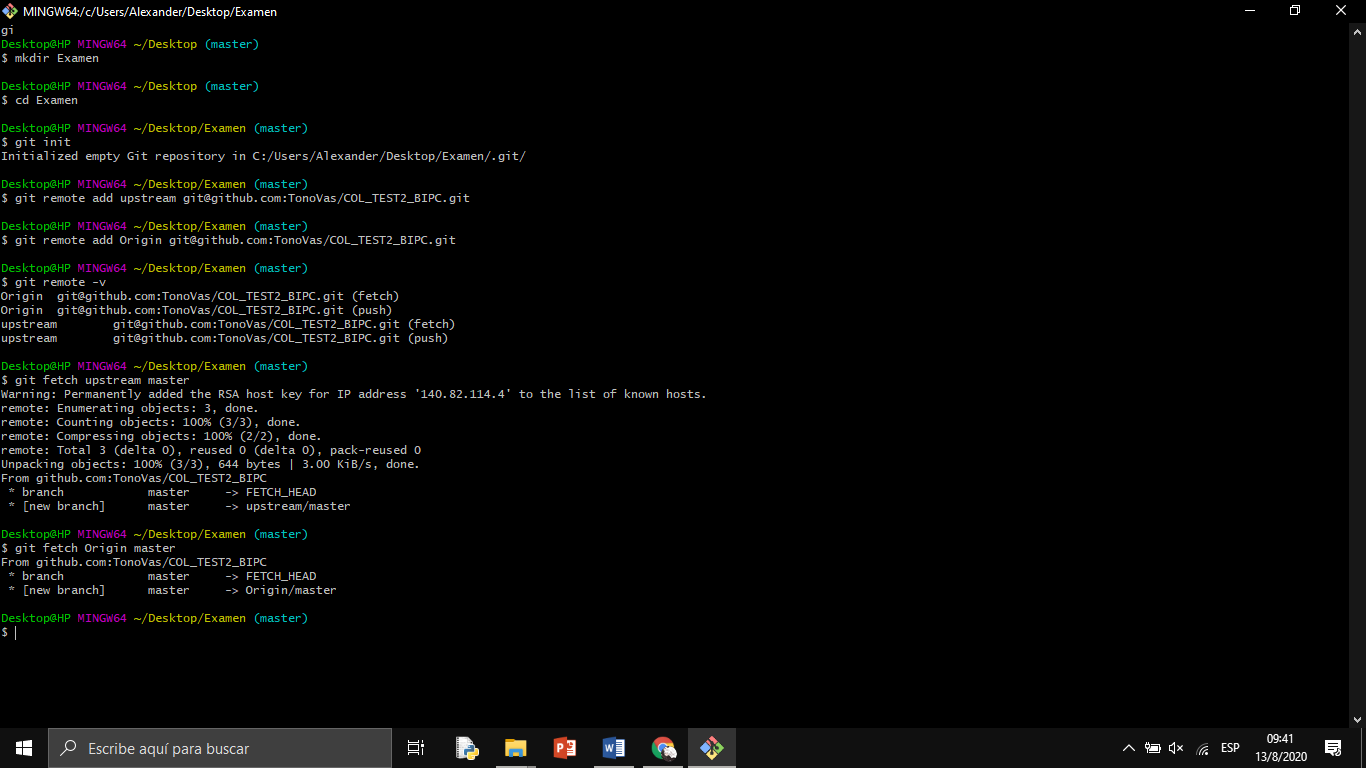 MINGW64:/c/Users/Alexander/Desktop/Examen
gi
Desktop@HP MINGW64 ~/Desktop (master)
$ mkdir Examen
Desktop@HP MINGW64 ~/Desktop (master)
$ cd Examen
Desktop@HP MINGW64 ~/Desktop/Examen (master)
$ git init
Initialized empty Git repository in C:/Users/Alexander/Desktop/Examen/.git/
Desktop@HP MINGW64 ~/Desktop/Examen (master)
$ git remote add upstream git@github.com:TonoVas/COL_TEST2_BIPC.git
Desktop@HP MINGW64 ~/Desktop/Examen (master)
$ git remote add Origin git@github.com:TonoVas/COL_TEST2_BIPC.git
Desktop@HP MINGW64 ~/Desktop/Examen (master)
$ git remote -v
Origin  git@github.com:TonoVas/COL_TEST2_BIPC.git (fetch)
Origin  git@github.com:TonoVas/COL_TEST2_BIPC.git (push)
upstream        git@github.com:TonoVas/COL_TEST2_BIPC.git (fetch)
upstream        git@github.com:TonoVas/COL_TEST2_BIPC.git (push)
Desktop@HP MINGW64 ~/Desktop/Examen (master)
$ git fetch upstream master
Warning: Permanently added the RSA host key for IP address '140.82.114.4' to the list of known hosts.
remote: Enumerating objects: 3, done.
remote: Counting objects: 100% (3/3), done.
remote: Compressing objects: 100% (2/2), done.
remote: Total 3 (delta 0), reused 0 (delta 0), pack-reused 0
Unpacking objects: 100% (3/3), 644 bytes | 3.00 KiB/s, done.
From github.com:TonoVas/COL_TEST2_BIPC
 * branch            master     -> FETCH_HEAD
 * [new branch]      master     -> upstream/master
Desktop@HP MINGW64 ~/Desktop/Examen (master)
$ git fetch Origin master
From github.com:TonoVas/COL_TEST2_BIPC
 * branch            master     -> FETCH_HEAD
 * [new branch]      master     -> Origin/master
Desktop@HP MINGW64 ~/Desktop/Examen (master)
$
Escribe aquí para buscar
ESP
09:41
13/8/2020